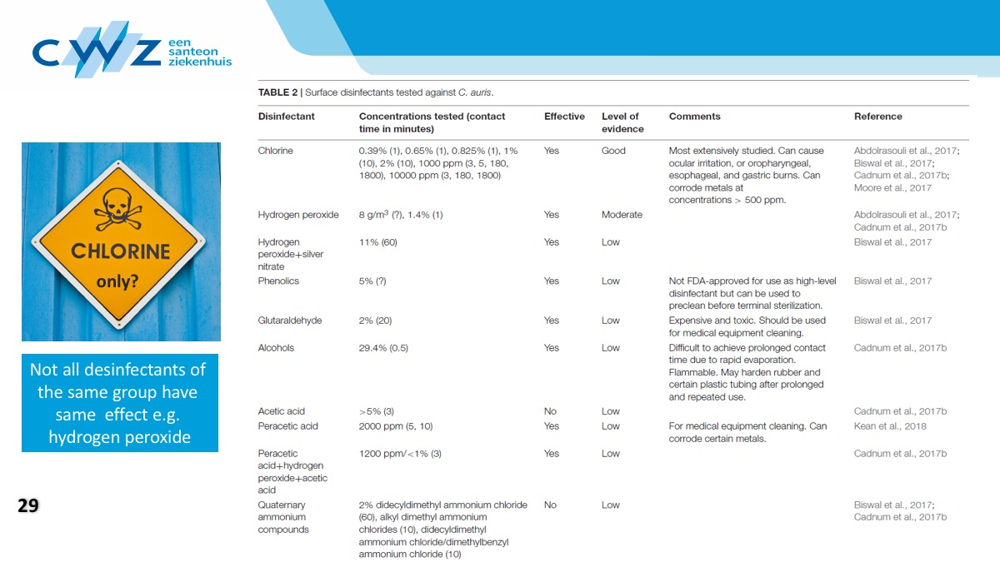 CWZ
een
santeon
ziekenhuis
TABLE 2 | Surface disinfectants tested against C. auris.
Disinfectant Concentrations tested (contact time in minutes) Effective Level of evidence Comments Reference
Chlorine 0.39% (1), 0.65% (1), 0.825% (1), 1% Yes Good Most extensively studied. Can cause Abdolrasouli et al., 2017;
(10), 2% (10), 1000 ppm (3, 5, 180, ocular irritation, or oropharyngeal, Biswal et al., 2017;
1800), 10000 ppm (3, 180, 1800) esophageal, and gastric burns. Can Cadnum et al., 2017b;
corrode metals at Moore et al., 2017
concentrations > 500 ppm.
Hydrogen peroxide 8 g/m³ (?), 1.4% (1) Yes Moderate Abdolrasouli et al., 2017;
Cadnum et al., 2017b
Hydrogen 11% (60) Yes Low Biswal et al., 2017
peroxide+silver
nitrate
Phenolics 5% (?) Yes Low Not FDA-approved for use as high-level Biswal et al., 2017
disinfectant but can be used to
preclean before terminal sterilization.
Glutaraldehyde 2% (20) Yes Low Expensive and toxic. Should be used Biswal et al., 2017
for medical equipment cleaning.
Alcohols 29.4% (0.5) Yes Low Difficult to achieve prolonged contact Cadnum et al., 2017b
time due to rapid evaporation.
Flammable. May harden rubber and
certain plastic tubing after prolonged
and repeated use.
Acetic acid >5% (3) No Low Cadnum et al., 2017b
Peracetic acid 2000 ppm (5, 10) Yes Low For medical equipment cleaning. Can Kean et al., 2018
corrode certain metals.
Peracetic 1200 ppm/<1% (3) Yes Low Cadnum et al., 2017b
acid+hydrogen
peroxide+acetic
acid
Quaternary 2% didecyldimethyl ammonium chloride No Low Biswal et al., 2017;
ammonium (60), alkyl dimethyl ammonium Cadnum et al., 2017b
compounds chlorides (10), didecyldimethyl
ammonium chloride/dimethylbenzyl
ammonium chloride (10)
CHLORINE
only?
Not all desinfectants of
the same group have
same effect e.g.
hydrogen peroxide
29